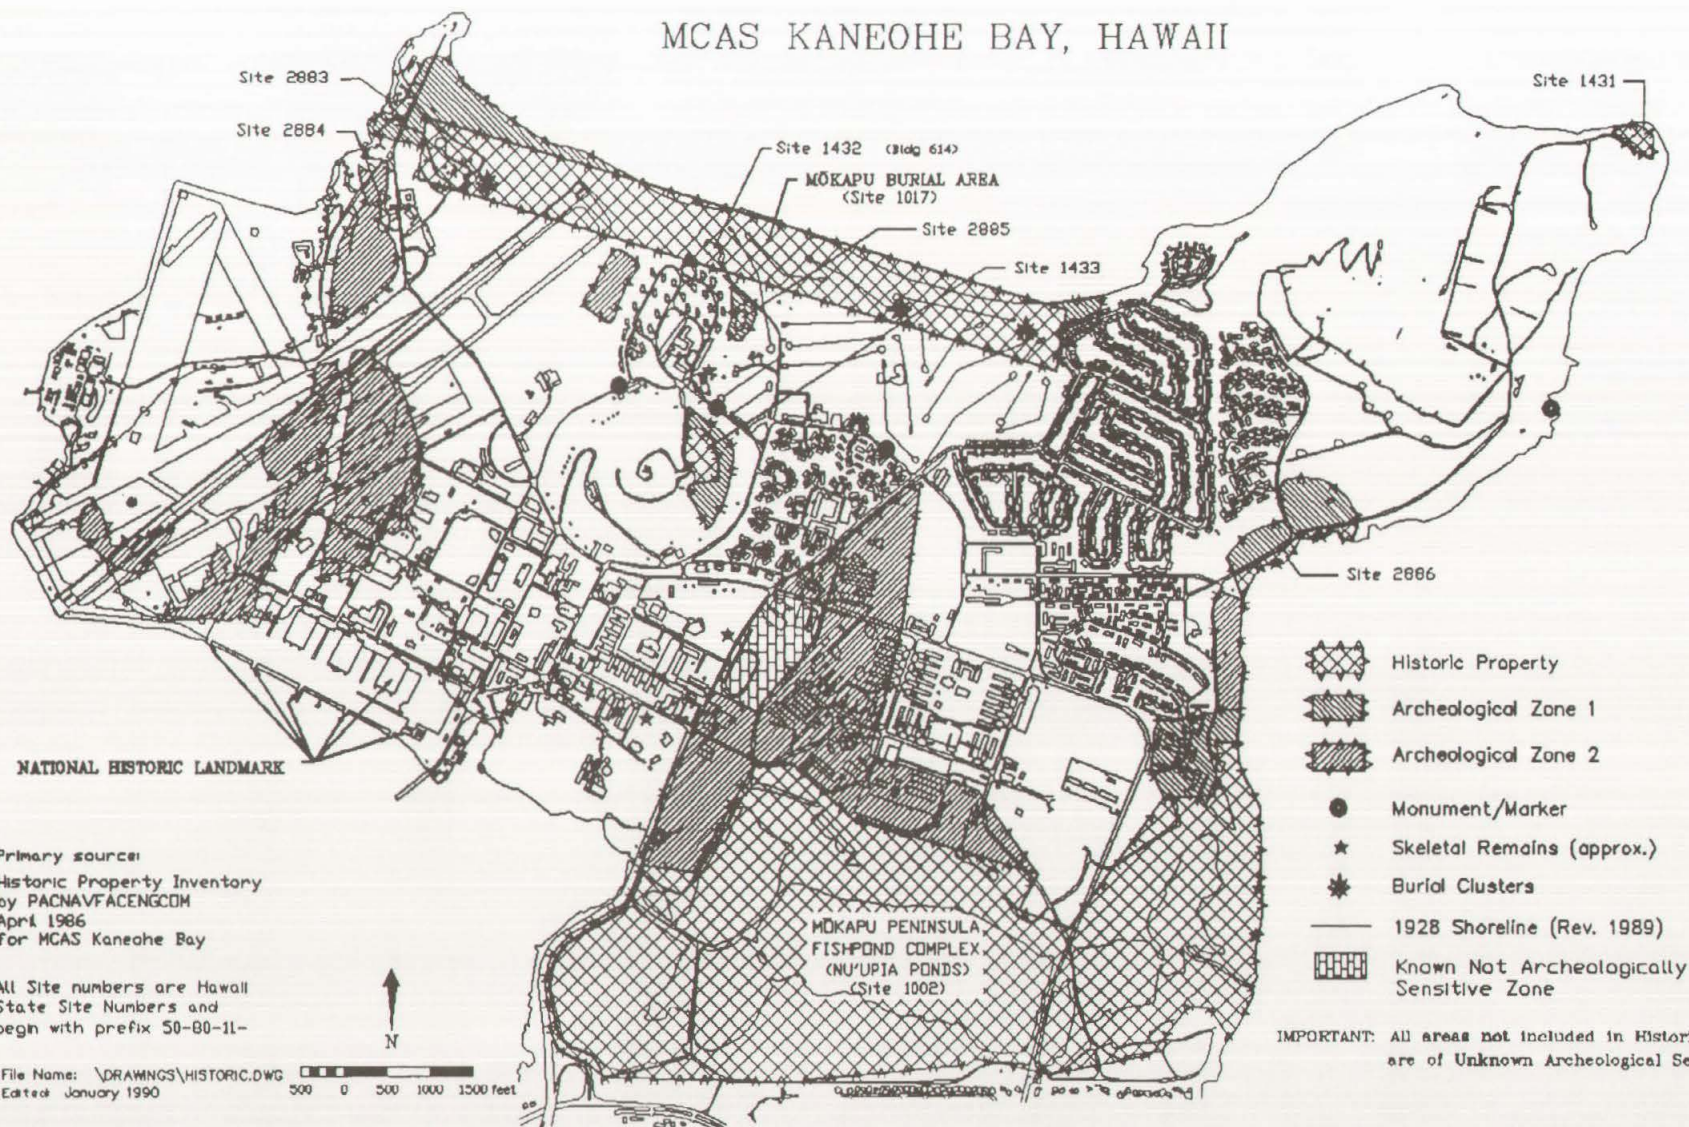 MCAS KANEOHE BAY, HAWAII
Site 2883
Site 2884
Site 1431
Site 1432 (Bldg 614)
MŌKAPU BURIAL AREA
(Site 1017)
Site 2885
Site 1433
Site 2886
NATIONAL HISTORIC LANDMARK
Historic Property
Archeological Zone 1
Archeological Zone 2
Monument/Marker
Skeletal Remains (approx.)
Burial Clusters
1928 Shoreline (Rev. 1989)
Known Not Archeologically
Sensitive Zone
MŌKAPU PENINSULA
FISHPOND COMPLEX
(NU'UPIA PONDS)
(Site 1002)
Primary source:
Historic Property Inventory
by PACNAVFACENGCOM
April 1986
for MCAS Kaneohe Bay
All Site numbers are Hawaii
State Site Numbers and
begin with prefix 50-80-11-
File Name: \DRAWINGS\HISTORIC.DWG
Edited January 1990
N
500 0 500 1000 1500 feet
IMPORTANT: All areas not included in Histori
are of Unknown Archeological Se